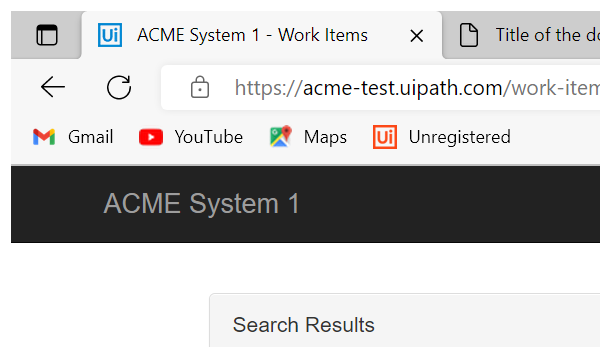 Ui ACME System 1 - Work Items Title of the do
https://acme-test.uipath.com/work-item
Gmail YouTube Maps Ui Unregistered
ACME System 1
Search Results